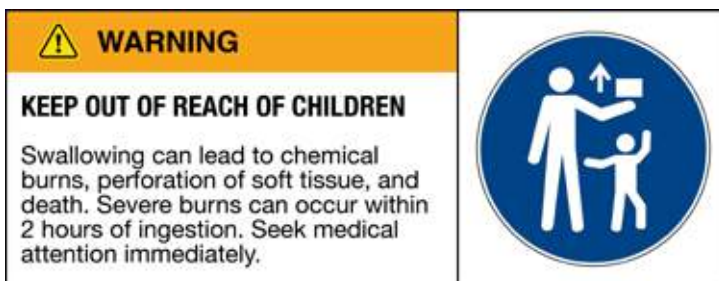 WARNING
KEEP OUT OF REACH OF CHILDREN
Swallowing can lead to chemical
burns, perforation of soft tissue, and
death. Severe burns can occur within
2 hours of ingestion. Seek medical
attention immediately.